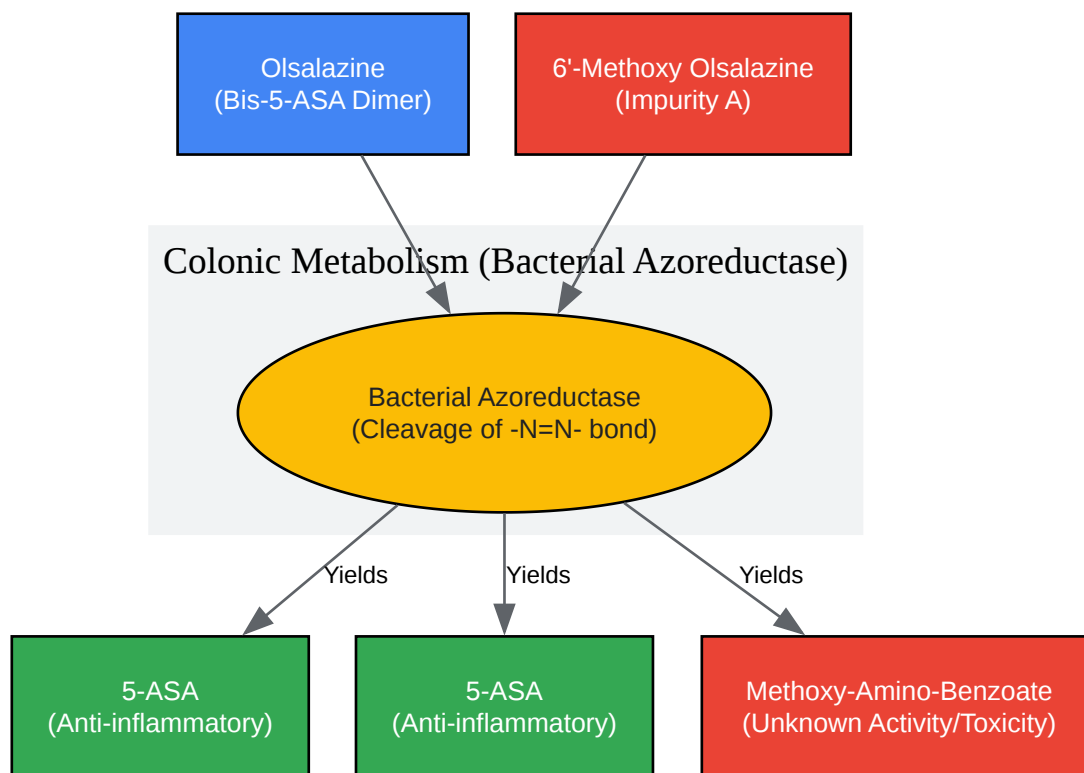 Olsalazine
(Bis-5-ASA Dimer)
6'-Methoxy Olsalazine
(Impurity A)
Colonic Metabolism (Bacterial Azoreductase)
Bacterial Azoreductase
(Cleavage of -N=N- bond)
Yields
Yields
Yields
5-ASA
(Anti-inflammatory)
5-ASA
(Anti-inflammatory)
Methoxy-Amino-Benzoate
(Unknown Activity/Toxicity)